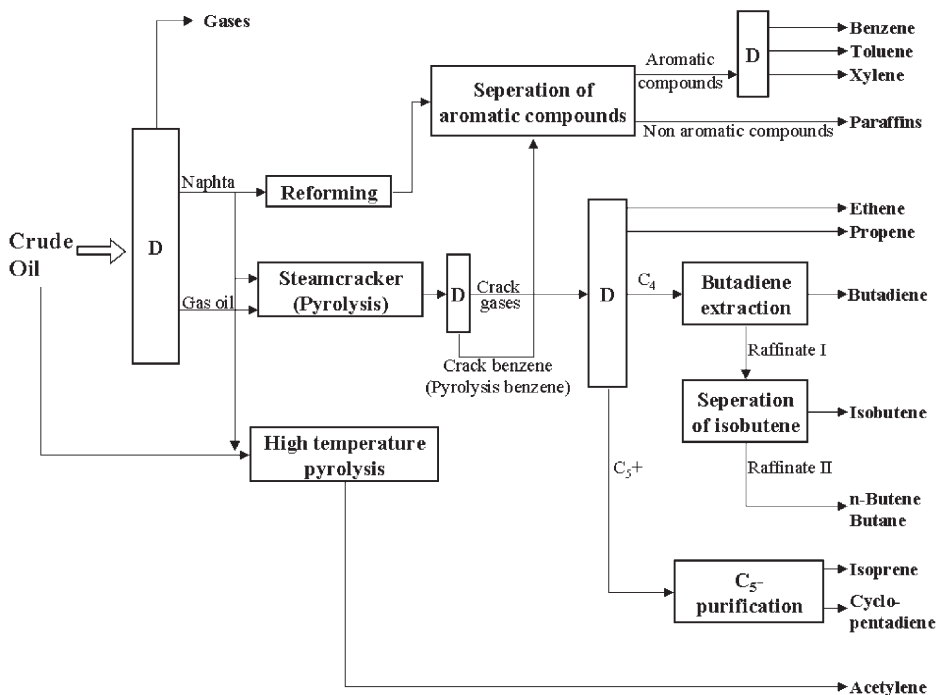 Gases
Benzene
Toluene
Xylene
D
Aromatic
compounds
Seperation of
aromatic compounds
Non aromatic compounds
Paraffins
Naphta
Reforming
Ethene
Propene
Crude
Oil
D
Steamcracker
(Pyrolysis)
D
Crack
gases
D
C₄
Butadiene
extraction
Butadiene
Gas oil
Raffinate I
Crack benzene
(Pyrolysis benzene)
Seperation
of isobutene
Isobutene
High temperature
pyrolysis
C₅+
Raffinate II
n-Butene
Butane
C₅-
purification
Isoprene
Cyclo-
pentadiene
Acetylene